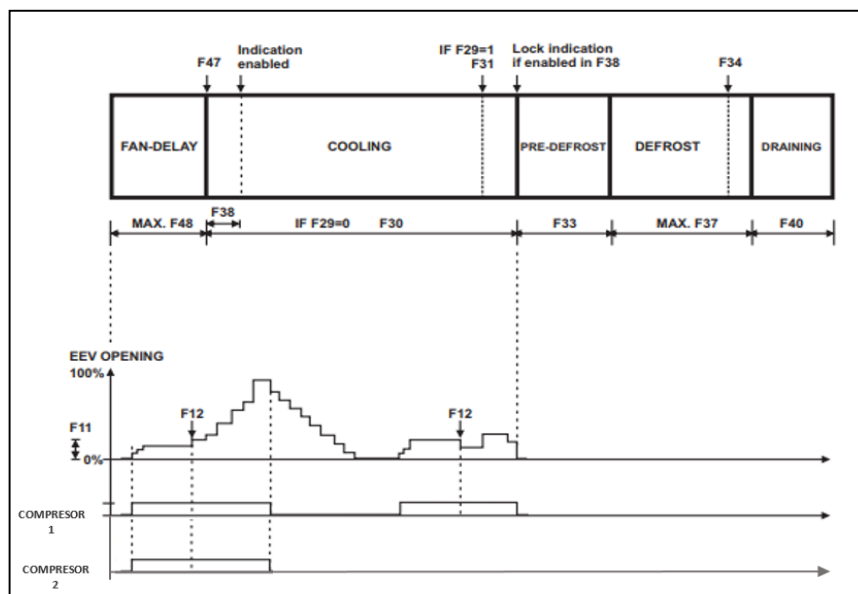 F47
Indication
enabled
IF F29=1
F31
Lock indication
if enabled in F38
F34
FAN-DELAY
COOLING
PRE-DEFROST
DEFROST
DRAINING
F38
MAX. F48
IF F29=0 F30
F33
MAX. F37
F40
EEV OPENING
100%
F11
F12
F12
0%
COMPRESOR
1
COMPRESOR
2